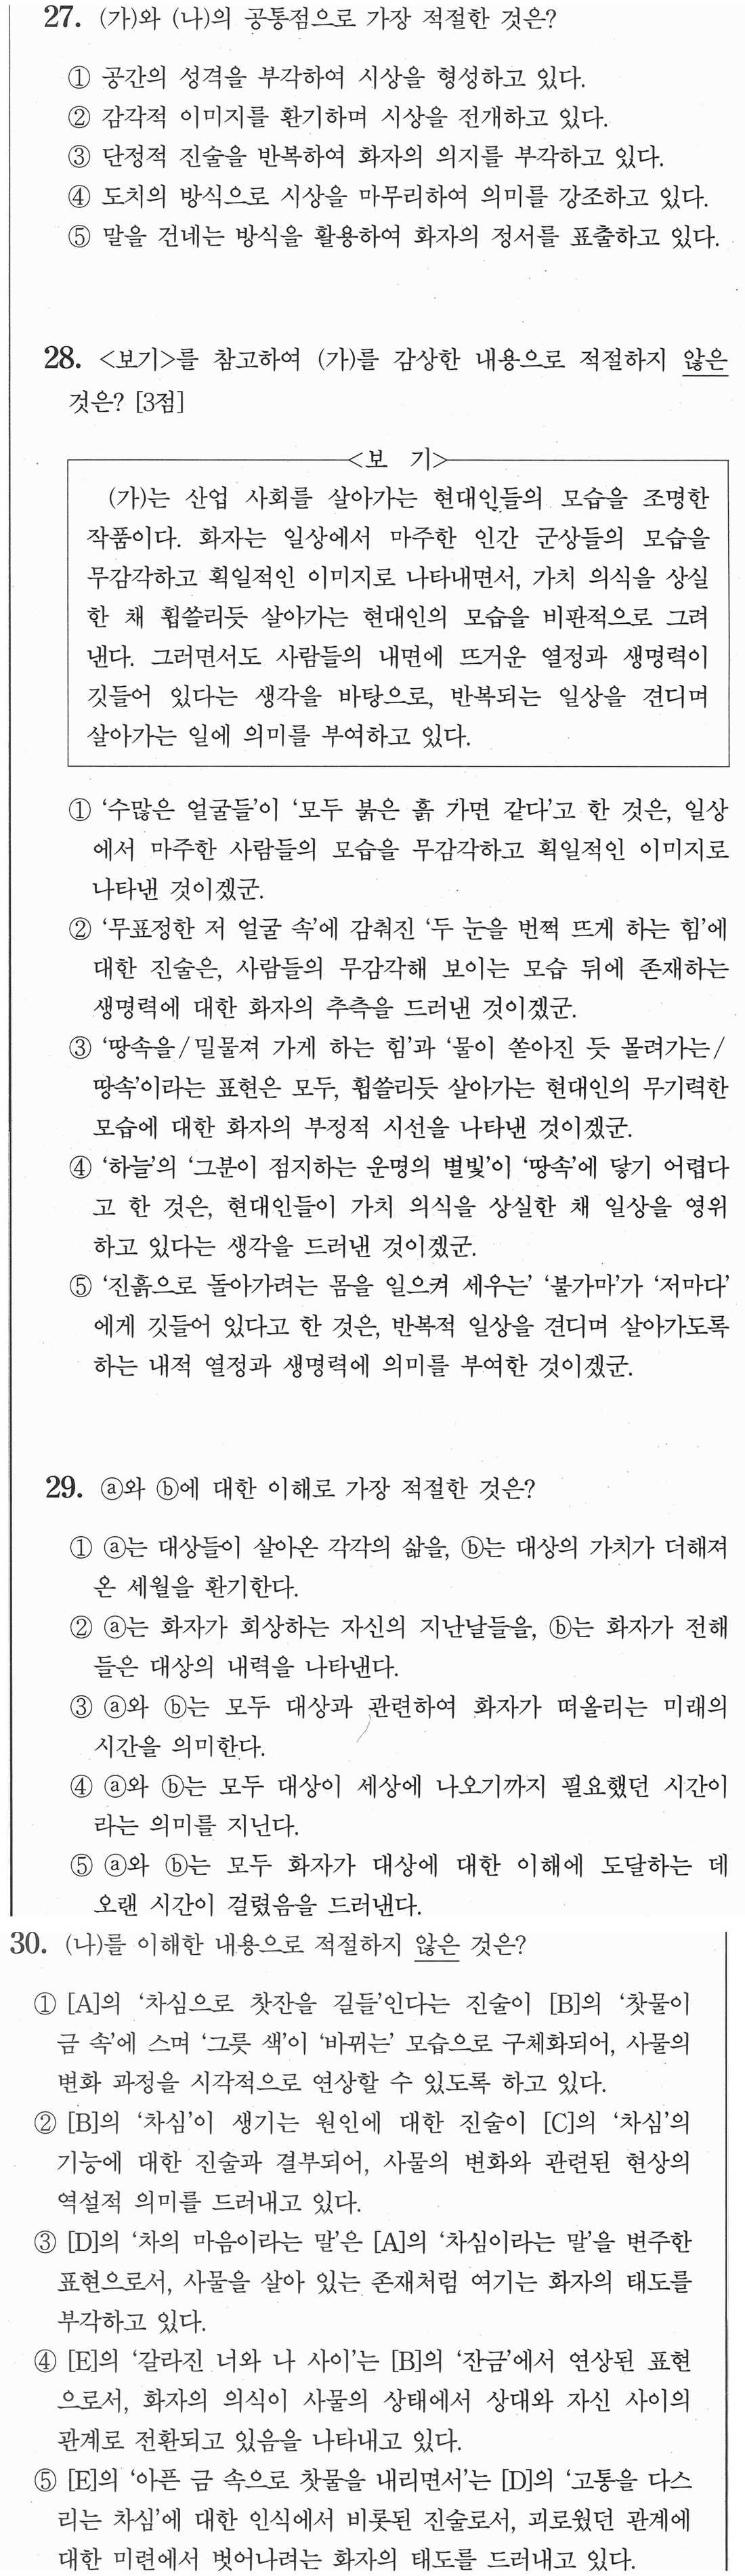 27. (가)와 (나)의 공통점으로 가장 적절한 것은?
① 공간의 성격을 부각하여 시상을 형성하고 있다.
② 감각적 이미지를 환기하며 시상을 전개하고 있다.
③ 단정적 진술을 반복하여 화자의 의지를 부각하고 있다.
④ 도치의 방식으로 시상을 마무리하여 의미를 강조하고 있다.
⑤ 말을 건네는 방식을 활용하여 화자의 정서를 표출하고 있다.
28. <보기>를 참고하여 (가)를 감상한 내용으로 적절하지 않은
것은? [3점]
<보 기>
(가)는 산업 사회를 살아가는 현대인들의 모습을 조명한
작품이다. 화자는 일상에서 마주한 인간 군상들의 모습을
무감각하고 획일적인 이미지로 나타내면서, 가치 의식을 상실
한 채 휩쓸리듯 살아가는 현대인의 모습을 비판적으로 그려
낸다. 그러면서도 사람들의 내면에 뜨거운 열정과 생명력이
깃들어 있다는 생각을 바탕으로, 반복되는 일상을 견디며
살아가는 일에 의미를 부여하고 있다.
① ‘수많은 얼굴들’이 ‘모두 붉은 흙 가면 같다’고 한 것은, 일상
에서 마주한 사람들의 모습을 무감각하고 획일적인 이미지로
나타낸 것이겠군.
② ‘무표정한 저 얼굴 속’에 감춰진 ‘두 눈을 번쩍 뜨게 하는 힘’에
대한 진술은, 사람들의 무감각해 보이는 모습 뒤에 존재하는
생명력에 대한 화자의 추측을 드러낸 것이겠군.
③ ‘땅속을/밀물져 가게 하는 힘’과 ‘물이 쏟아진 듯 몰려가는/
땅속’이라는 표현은 모두, 휩쓸리듯 살아가는 현대인의 무기력한
모습에 대한 화자의 부정적 시선을 나타낸 것이겠군.
④ ‘하늘’의 ‘그분이 점지하는 운명의 별빛’이 ‘땅속’에 닿기 어렵다
고 한 것은, 현대인들이 가치 의식을 상실한 채 일상을 영위
하고 있다는 생각을 드러낸 것이겠군.
⑤ ‘진흙으로 돌아가려는 몸을 일으켜 세우는’ ‘불가마’가 ‘저마다’
에게 깃들어 있다고 한 것은, 반복적 일상을 견디며 살아가도록
하는 내적 열정과 생명력에 의미를 부여한 것이겠군.
29. ⓐ와 ⓑ에 대한 이해로 가장 적절한 것은?
① ⓐ는 대상들이 살아온 각각의 삶을, ⓑ는 대상의 가치가 더해져
온 세월을 환기한다.
② ⓐ는 화자가 회상하는 자신의 지난날들을, ⓑ는 화자가 전해
들은 대상의 내력을 나타낸다.
③ ⓐ와 ⓑ는 모두 대상과 관련하여 화자가 떠올리는 미래의
시간을 의미한다.
④ ⓐ와 ⓑ는 모두 대상이 세상에 나오기까지 필요했던 시간이
라는 의미를 지닌다.
⑤ ⓐ와 ⓑ는 모두 화자가 대상에 대한 이해에 도달하는 데
오랜 시간이 걸렸음을 드러낸다.
30. (나)를 이해한 내용으로 적절하지 않은 것은?
① [A]의 ‘차심으로 찻잔을 길들’인다는 진술이 [B]의 ‘찻물이
금 속’에 스며 ‘그릇 색’이 ‘바뀌는’ 모습으로 구체화되어, 사물의
변화 과정을 시각적으로 연상할 수 있도록 하고 있다.
② [B]의 ‘차심’이 생기는 원인에 대한 진술이 [C]의 ‘차심’의
기능에 대한 진술과 결부되어, 사물의 변화와 관련된 현상의
역설적 의미를 드러내고 있다.
③ [D]의 ‘차의 마음이라는 말’은 [A]의 ‘차심이라는 말’을 변주한
표현으로서, 사물을 살아 있는 존재처럼 여기는 화자의 태도를
부각하고 있다.
④ [E]의 ‘갈라진 너와 나 사이’는 [B]의 ‘잔금’에서 연상된 표현
으로서, 화자의 의식이 사물의 상태에서 상대와 자신 사이의
관계로 전환되고 있음을 나타내고 있다.
⑤ [E]의 ‘아픈 금 속으로 찻물을 내리면서’는 [D]의 ‘고통을 다스
리는 차심’에 대한 인식에서 비롯된 진술로서, 괴로웠던 관계에
대한 미련에서 벗어나려는 화자의 태도를 드러내고 있다.